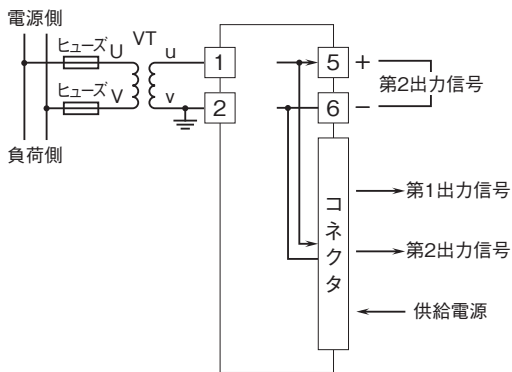 電源側
ヒューズ U VT u 1 5 +
第2出力信号
ヒューズ V v 2 6 −
負荷側
コネクタ
第1出力信号
第2出力信号
供給電源